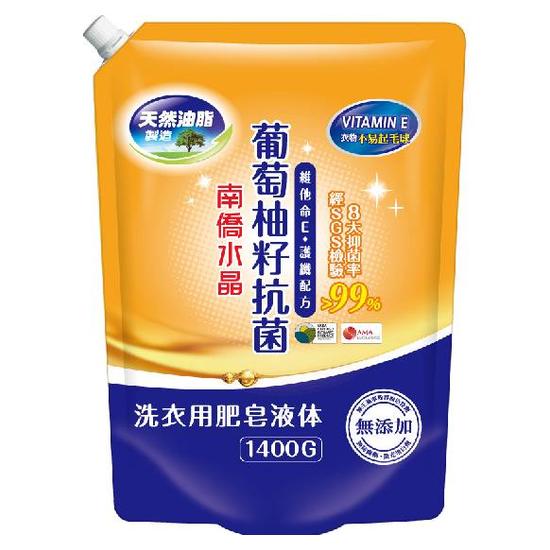 天然油脂
製造
VITAMIN E
衣物不易起毛球
葡萄柚籽抗菌
南僑水晶
維他命E·護纖配方
8大抑菌率
經SGS檢驗
>99%
AMA
洗衣用肥皂液体
1400G
無添加